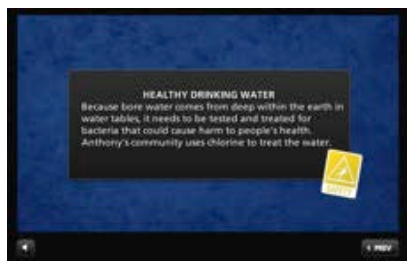 HEALTHY DRINKING WATER
Because bore water comes from deep within the earth in
water tables, it needs to be tested and treated for
bacteria that could cause harm to people's health.
Anthony's community uses chlorine to treat the water.
SAFETY
PREV